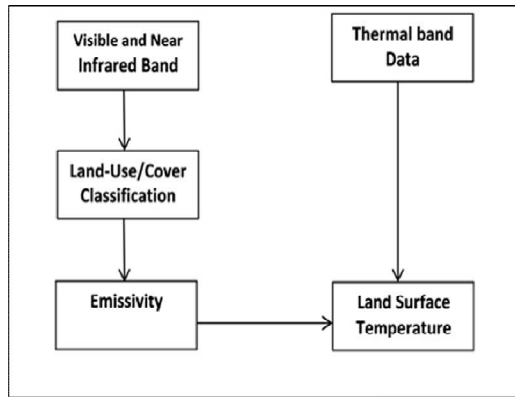 Visible and Near
Infrared Band
Thermal band
Data
Land-Use/Cover
Classification
Emissivity
Land Surface
Temperature